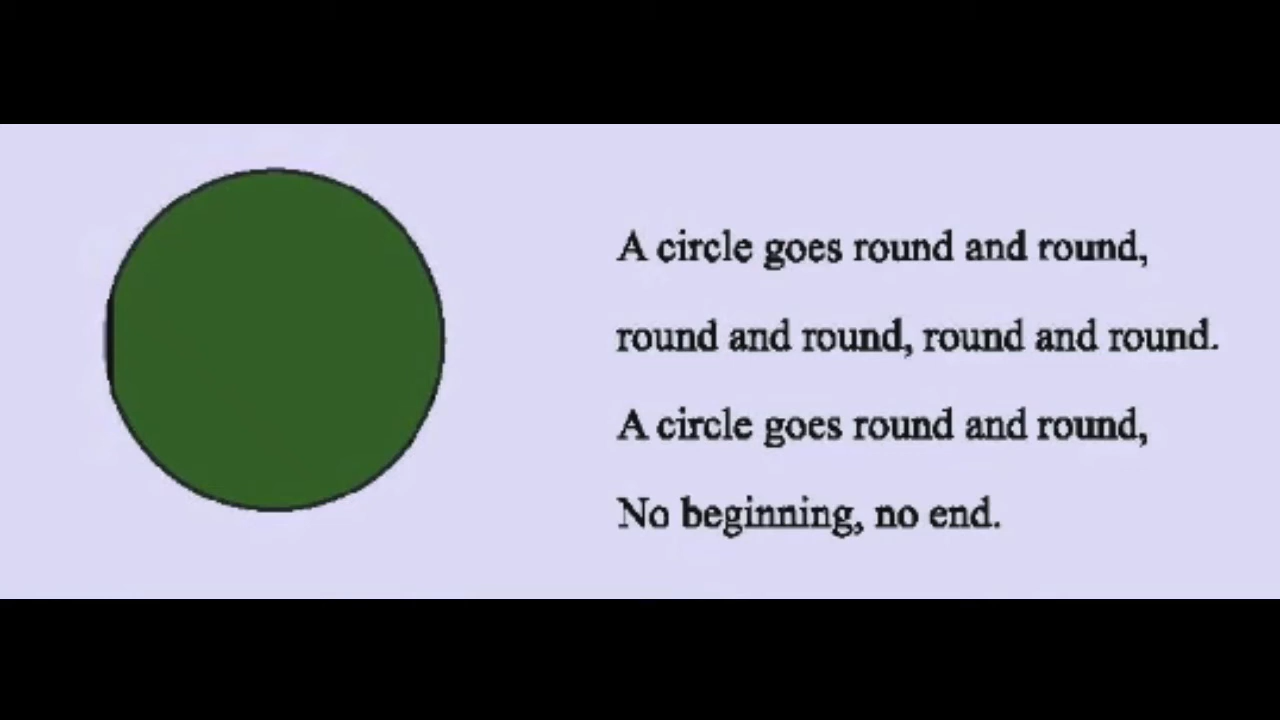 A circle goes round and round,
round and round, round and round.
A circle goes round and round,
No beginning, no end.